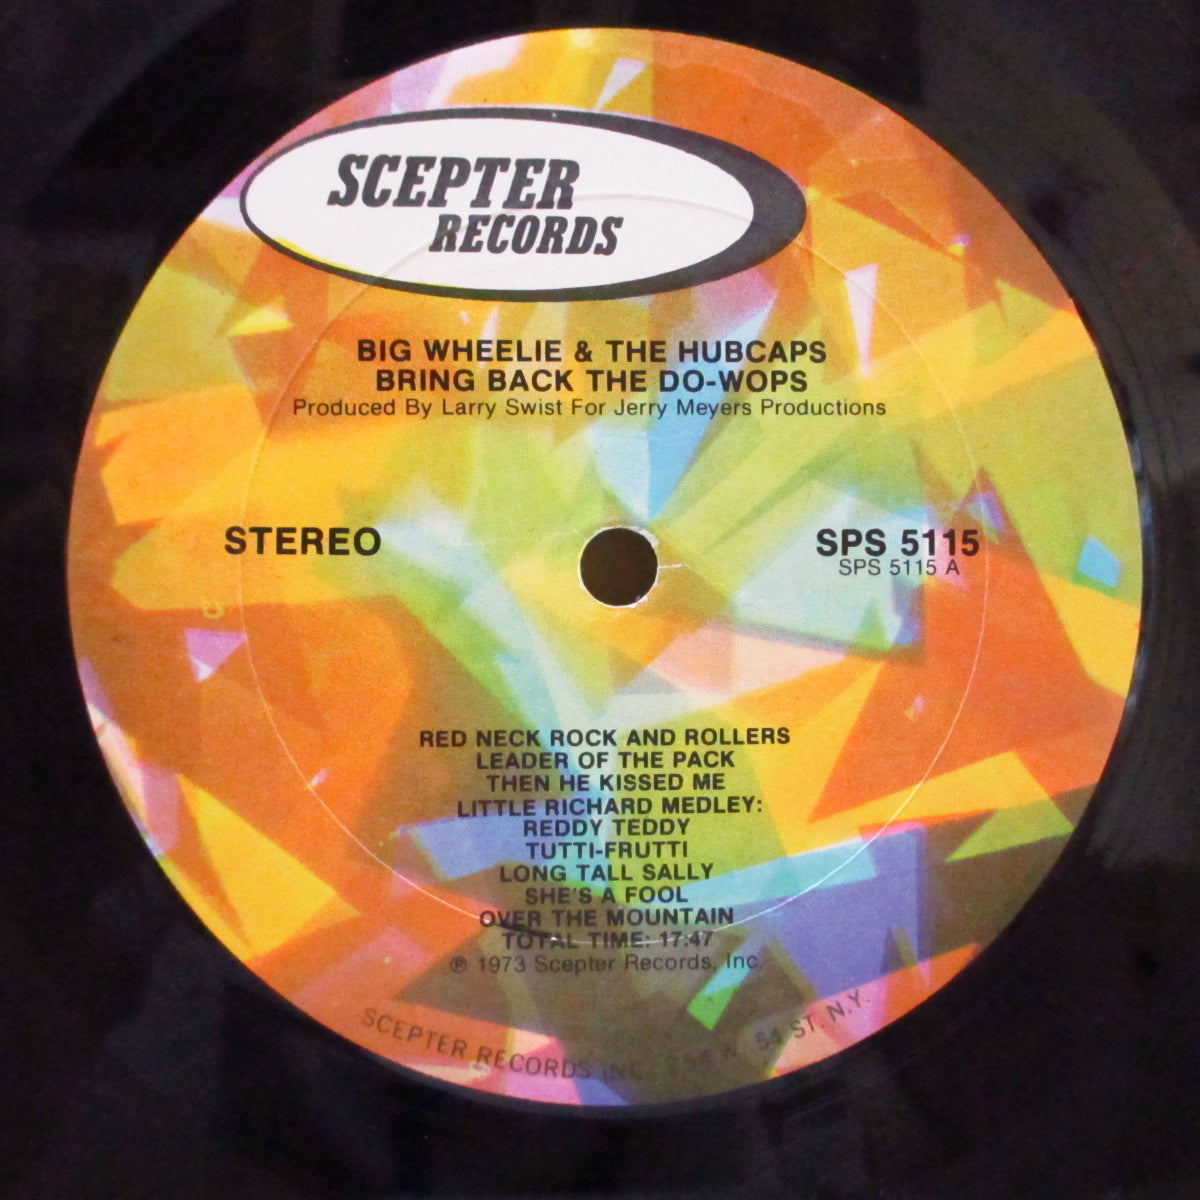 SCEPTER
RECORDS
BIG WHEELIE & THE HUBCAPS
BRING BACK THE DO-WOPS
Produced By Larry Swist For Jerry Meyers Productions
STEREO
SPS 5115
SPS 5115 A
RED NECK ROCK AND ROLLERS
LEADER OF THE PACK
THEN HE KISSED ME
LITTLE RICHARD MEDLEY:
REDDY TEDDY
TUTTI-FRUTTI
LONG TALL SALLY
SHE'S A FOOL
OVER THE MOUNTAIN
TOTAL TIME: 17:47
℗ 1973 Scepter Records, Inc.
SCEPTER RECORDS INC. 254 W. 54 ST. N.Y.